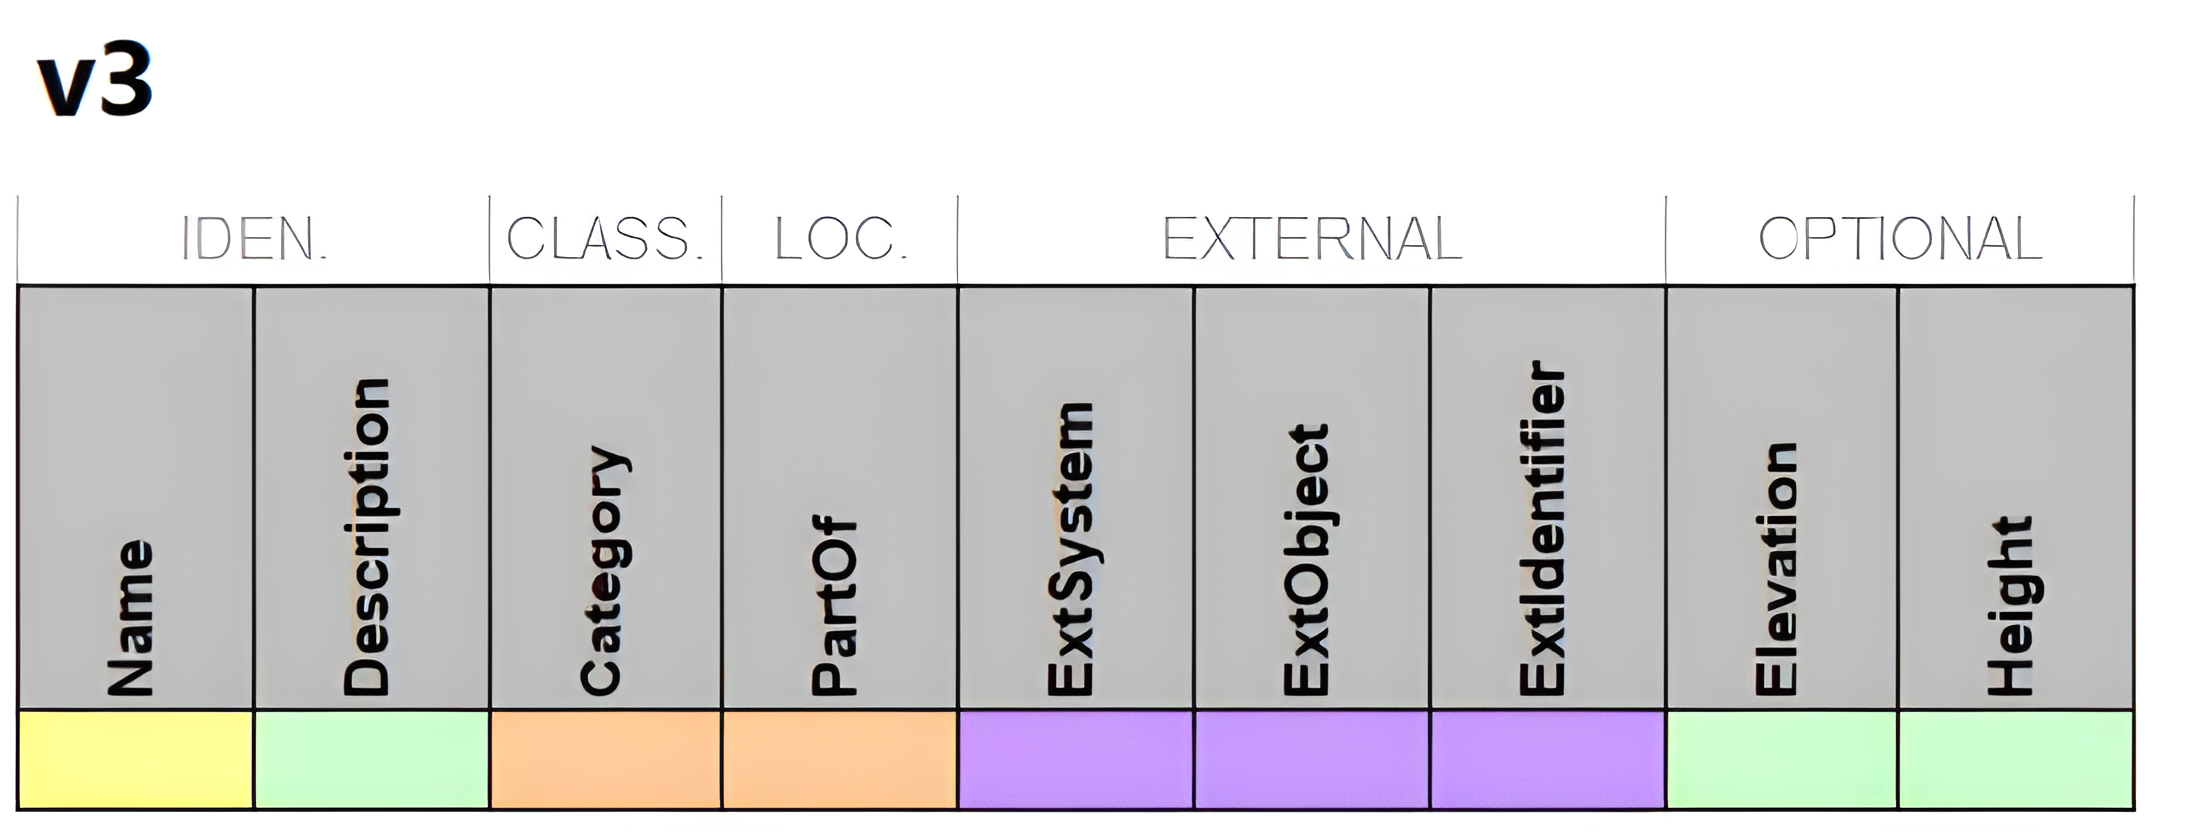 v3
IDEN. CLASS. LOC. EXTERNAL OPTIONAL
Name Description Category PartOf ExtSystem ExtObject ExtIdentifier Elevation Height